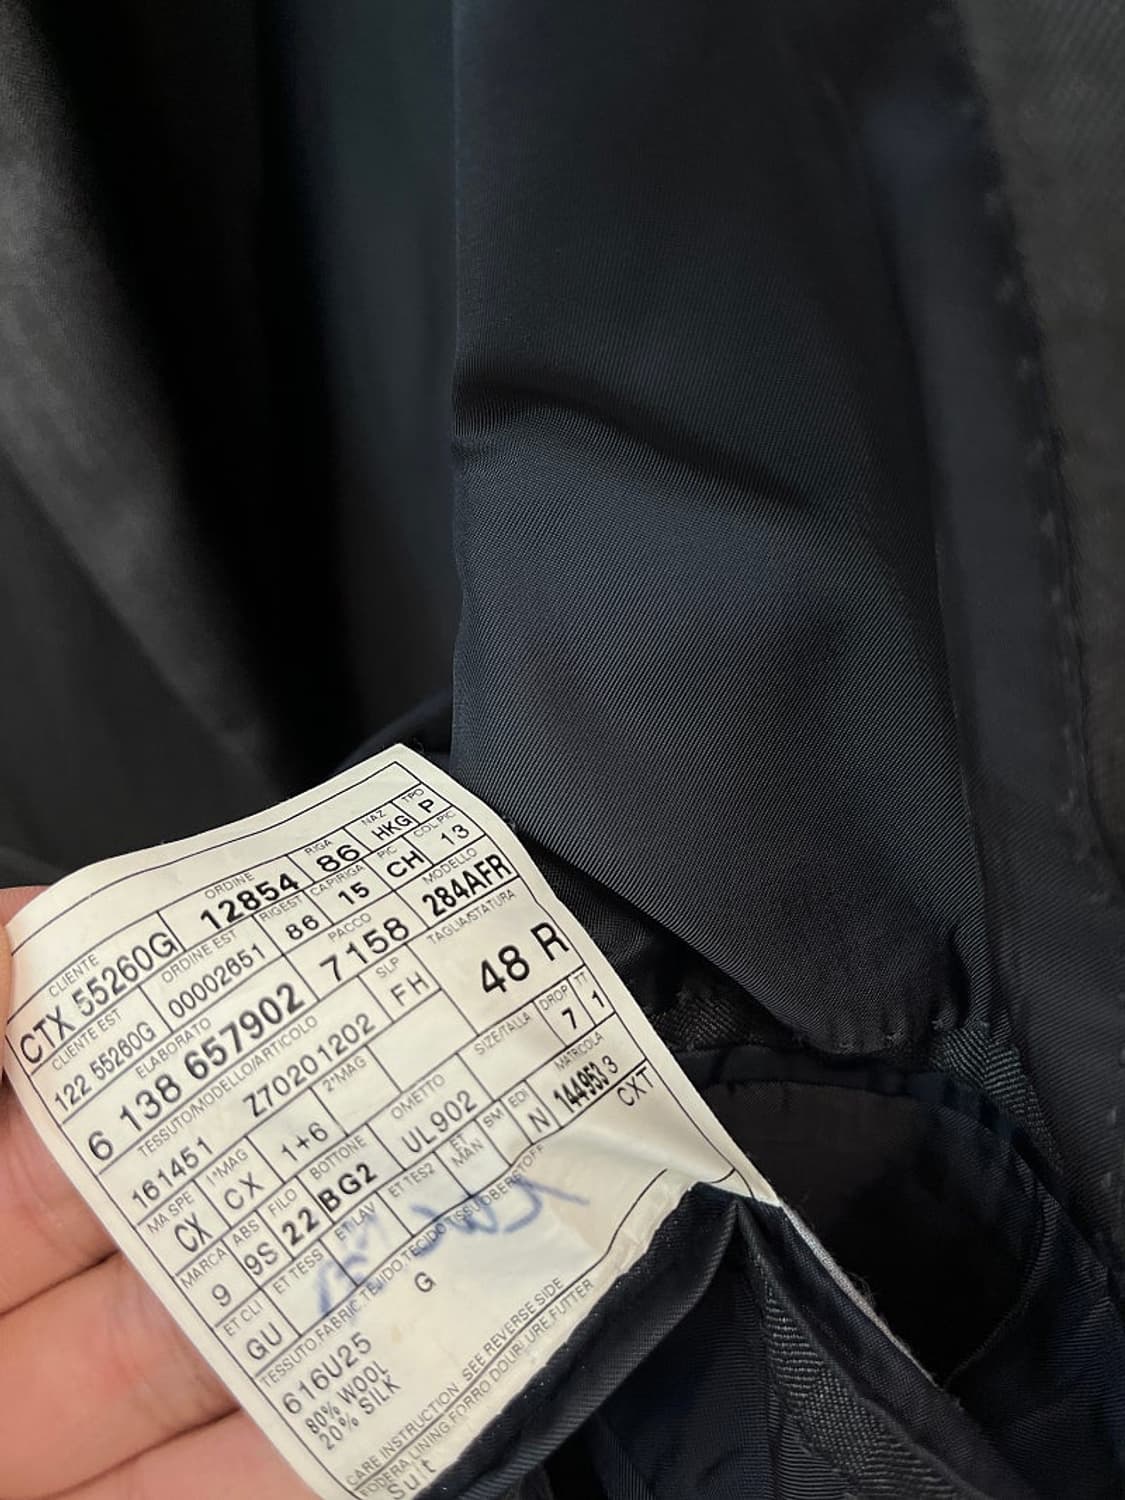 CLIENTE ORDINE RIGA NAZ TPO
CTX 55260G 12854 86 HKG P
CLIENTE EST ORDINE EST RIGEST CAPIRIGA PIC COL.PIC
122 55260G 00002651 86 15 CH 13
ELABORATO PACCO MODELLO
6 138 657902 7158 284AFR
TESSUTO/MODELLO/ARTICOLO SLP TAGLIA/STATURA
161451 Z70201202 FH 48 R
MA SPE 1*MAG 2*MAG OMETTO SIZE/TALLA DROP TT
CX CX 1+6 UL902 7 1
MARCA ABS FILO BOTTONE ET MAN SM EDI MATRICOLA
9 9S 22 BG2 N 144953 3
ET CLI ET TESS ET LAV ET TES2 CXT
GU
TESSUTO.FABRIC.TEJIDO.TECIDO.TISSU.OBERSTOFF
616U25 G
80% WOOL
20% SILK
CARE INSTRUCTION SEE REVERSE SIDE
FODERA.LINING.FORRO.DOUBLURE.FUTTER